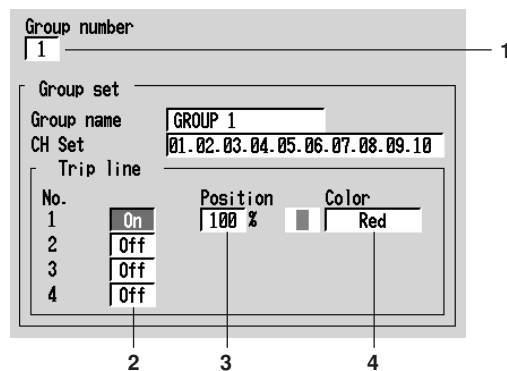 Group number
1
1
Group set
Group name GROUP 1
CH Set 01.02.03.04.05.06.07.08.09.10
Trip line
No. Position Color
1 On 100 % Red
2 Off
3 Off
4 Off
2 3 4